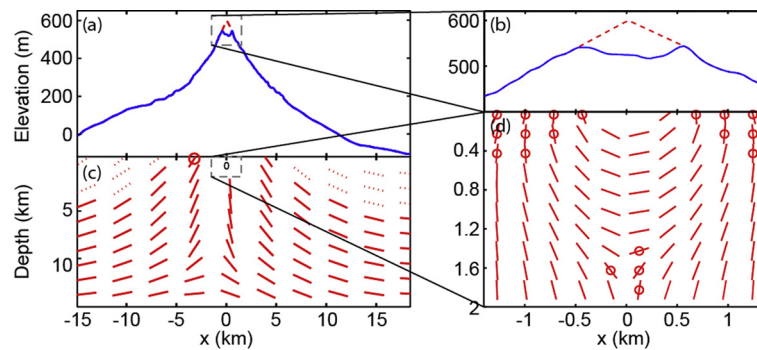 (a)
600
400
200
0
Elevation (m)
(b)
600
500
(c)
0
5
10
Depth (km)
-15 -10 -5 0 5 10 15
x (km)
(d)
0.4
0.8
1.2
1.6
2
-1 -0.5 0 0.5 1
x (km)